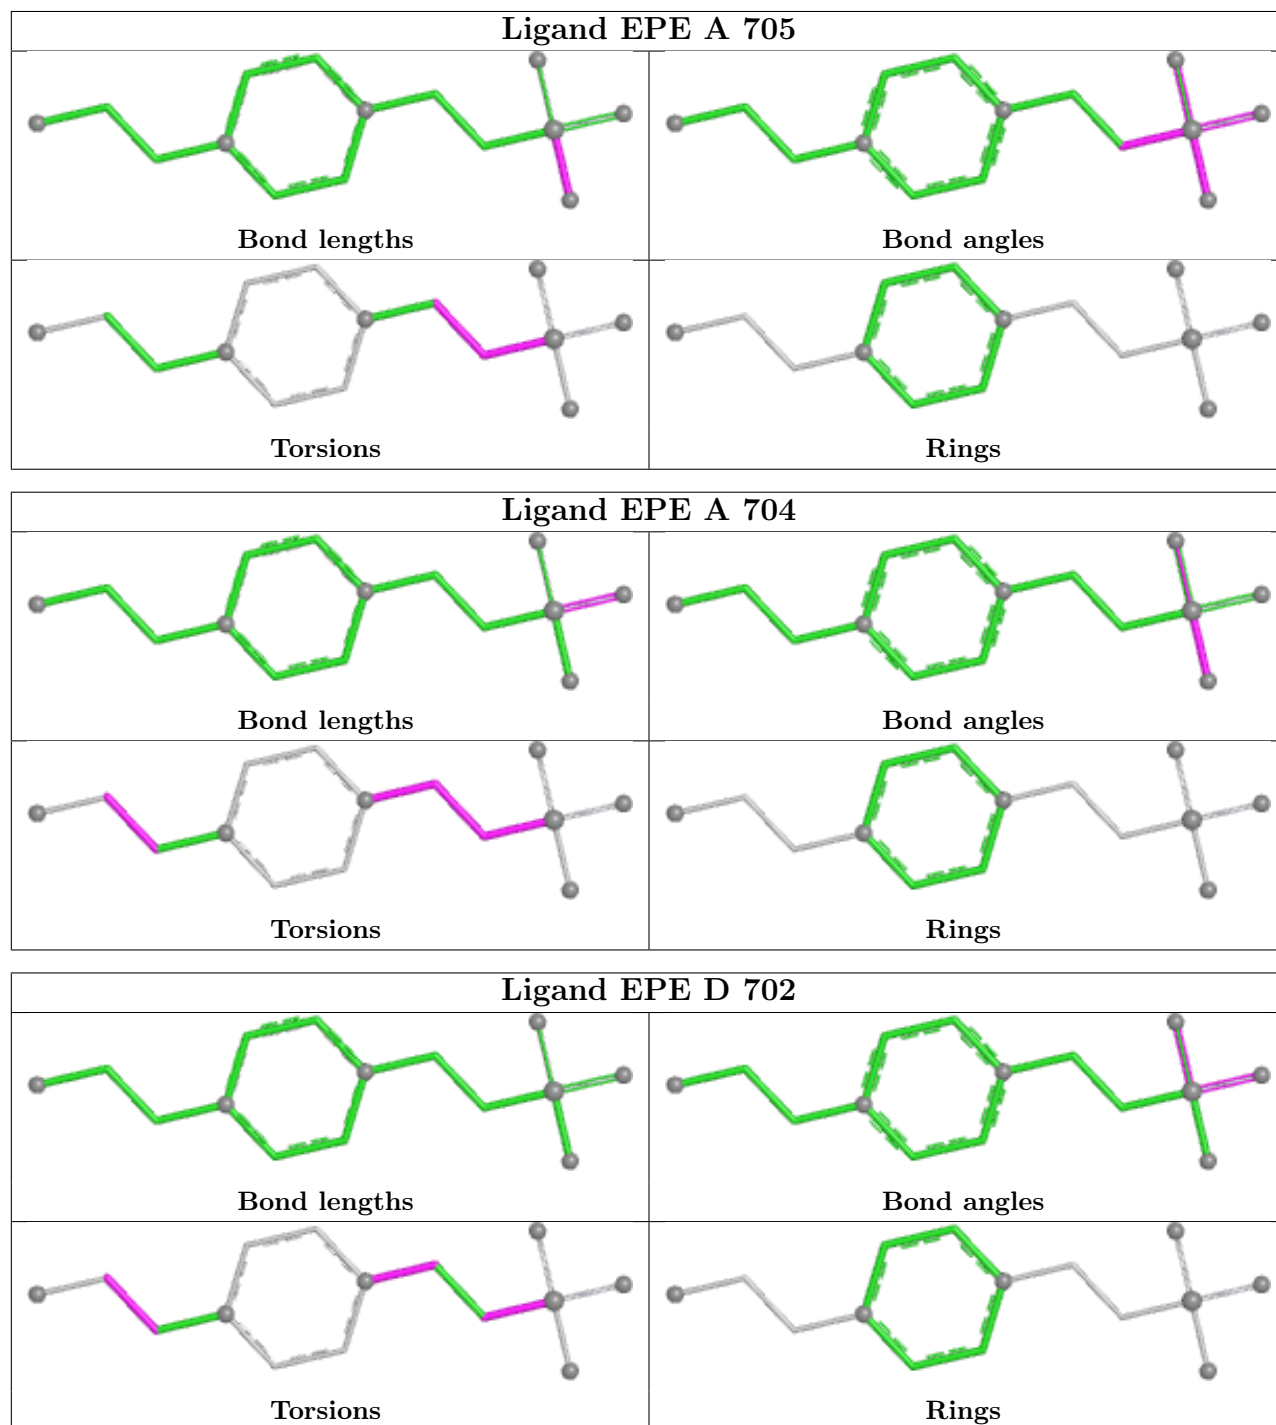 Ligand EPE A 705
Bond lengths
Bond angles
Torsions
Rings
Ligand EPE A 704
Bond lengths
Bond angles
Torsions
Rings
Ligand EPE D 702
Bond lengths
Bond angles
Torsions
Rings